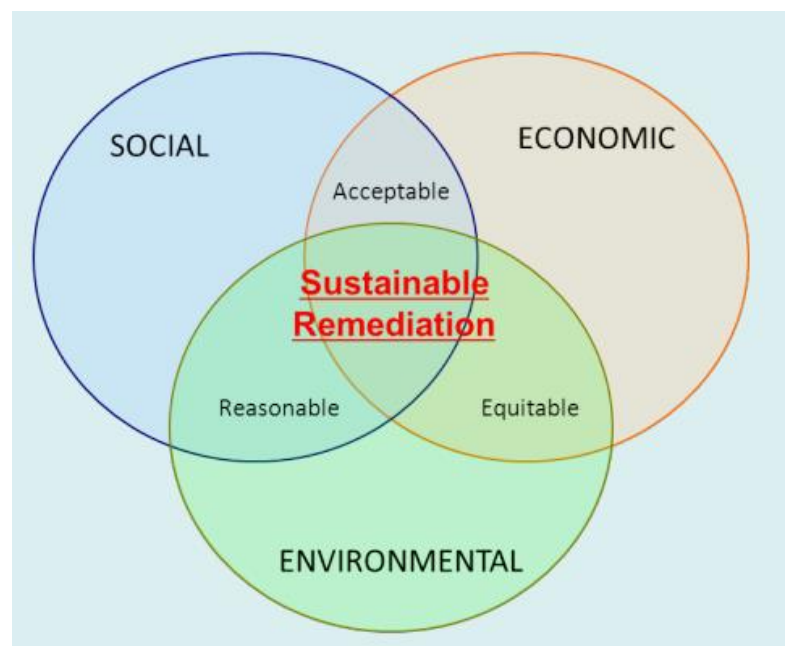 SOCIAL
ECONOMIC
Acceptable
Sustainable
Remediation
Reasonable
Equitable
ENVIRONMENTAL